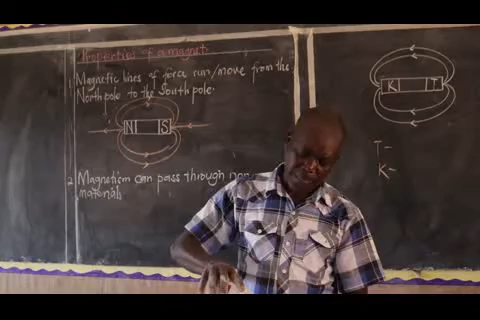 Properties of a magnet
1. Magnetic lines of force run/move from the
North pole to the South pole.
N S
2. Magnetism can pass through non
materials
K T
T-
K-